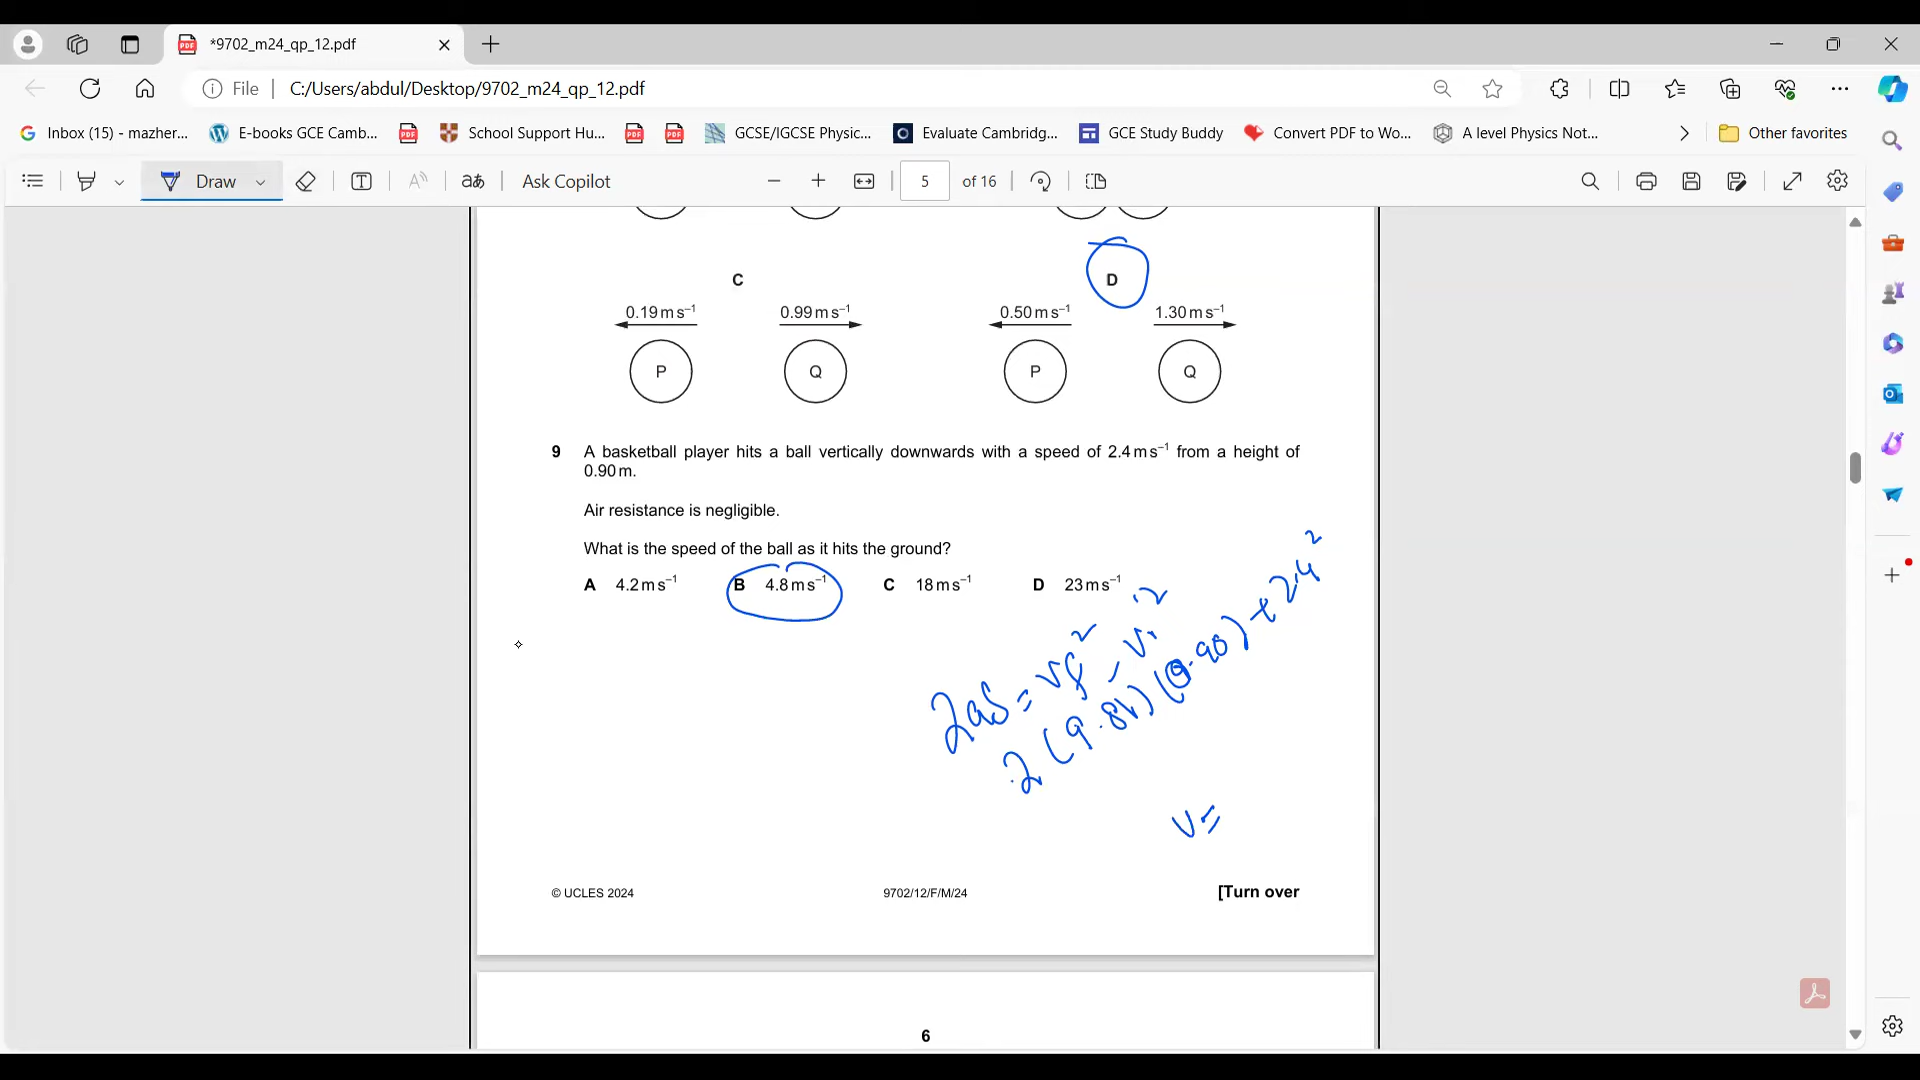 *9702_m24_qp_12.pdf
File
C:/Users/abdul/Desktop/9702_m24_qp_12.pdf
Inbox (15) - mazher...
E-books GCE Camb...
School Support Hu...
GCSE/IGCSE Physic...
Evaluate Cambridg...
GCE Study Buddy
Convert PDF to Wo...
A level Physics Not...
Other favorites
Draw
Ask Copilot
5 of 16
C D
0.19 m s⁻¹ 0.99 m s⁻¹ 0.50 m s⁻¹ 1.30 m s⁻¹
P Q P Q
9 A basketball player hits a ball vertically downwards with a speed of 2.4 m s⁻¹ from a height of
0.90 m.
Air resistance is negligible.
What is the speed of the ball as it hits the ground?
A 4.2 m s⁻¹ B 4.8 m s⁻¹ C 18 m s⁻¹ D 23 m s⁻¹
2as = vf² - vi²
2(9.81)(0.90) + 2.4²
v=
© UCLES 2024 9702/12/F/M/24 [Turn over
6